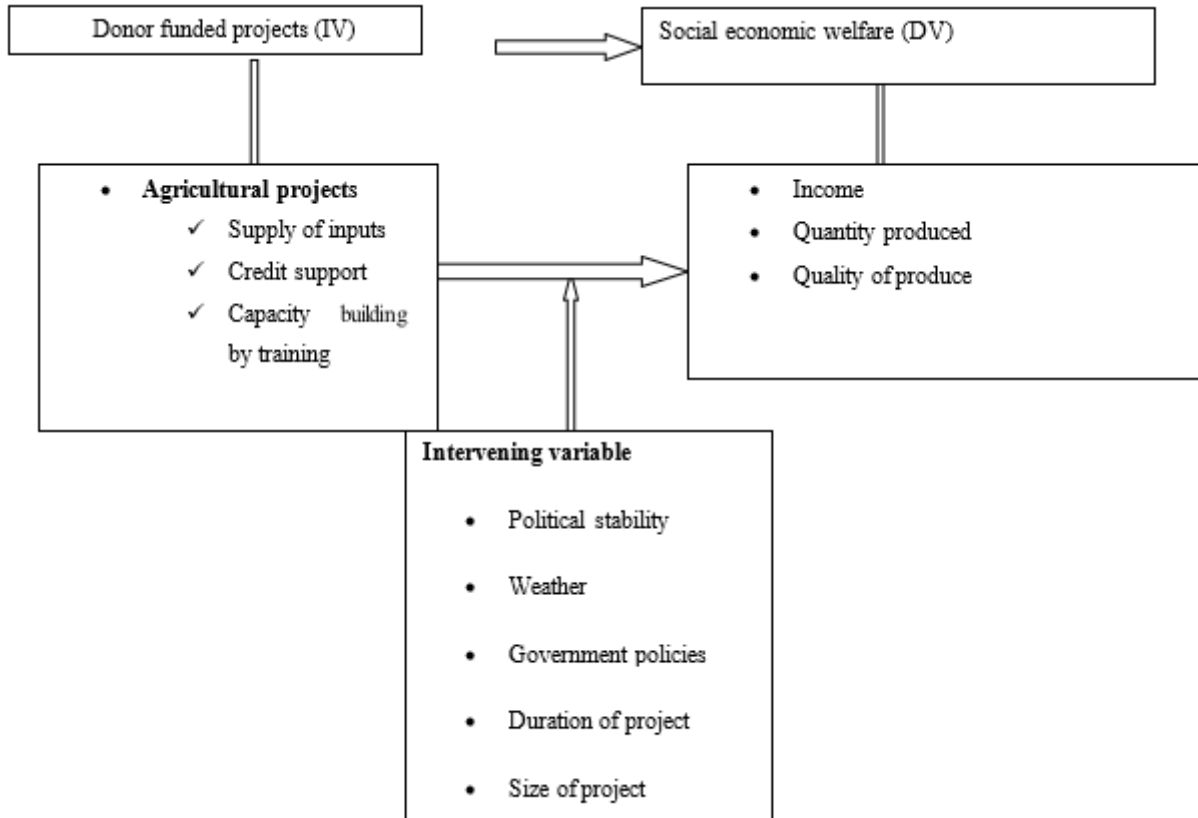 Donor funded projects (IV)
Social economic welfare (DV)
• Agricultural projects
✓ Supply of inputs
✓ Credit support
✓ Capacity building
by training
• Income
• Quantity produced
• Quality of produce
Intervening variable
• Political stability
• Weather
• Government policies
• Duration of project
• Size of project